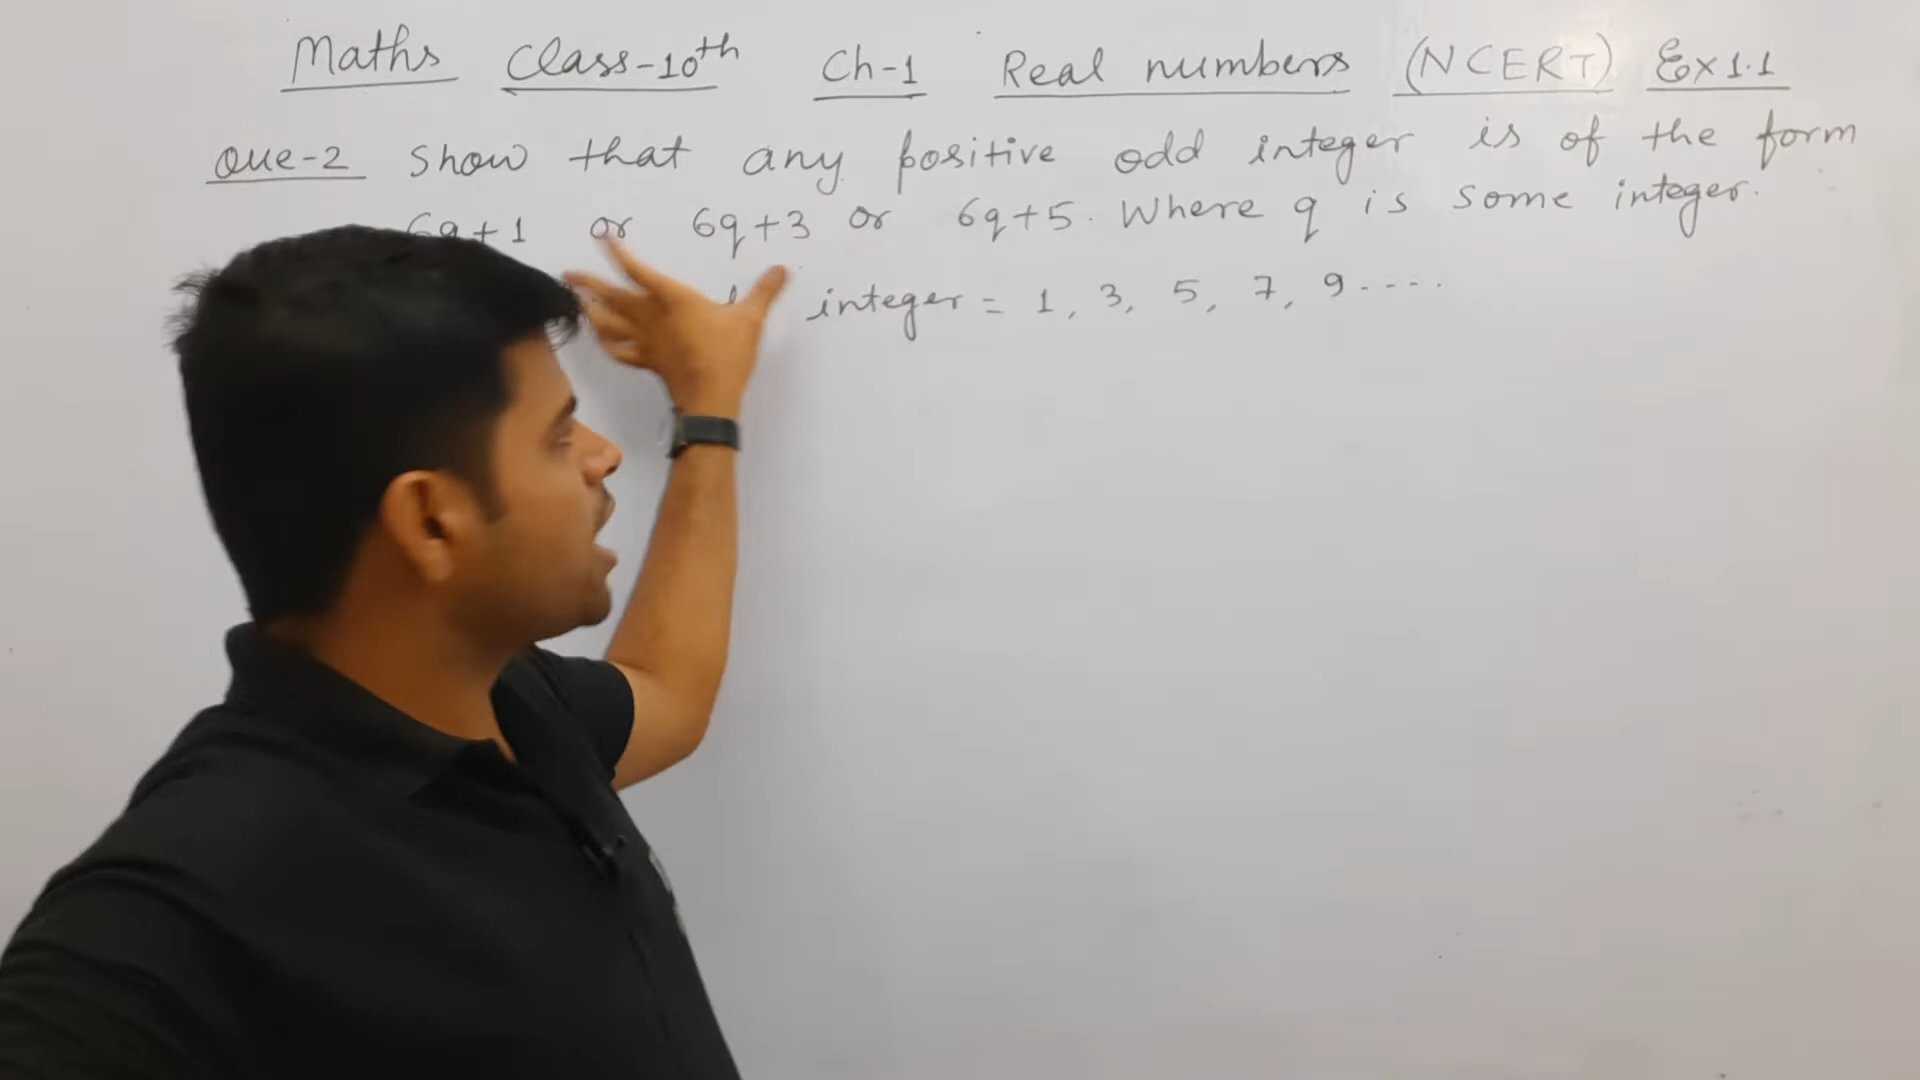 Maths Class-10th Ch-1 Real numbers (NCERT) Ex 1.1
Que-2 Show that any positive odd integer is of the form
6q+1 or 6q+3 or 6q+5. Where q is some integer.
integer = 1, 3, 5, 7, 9....